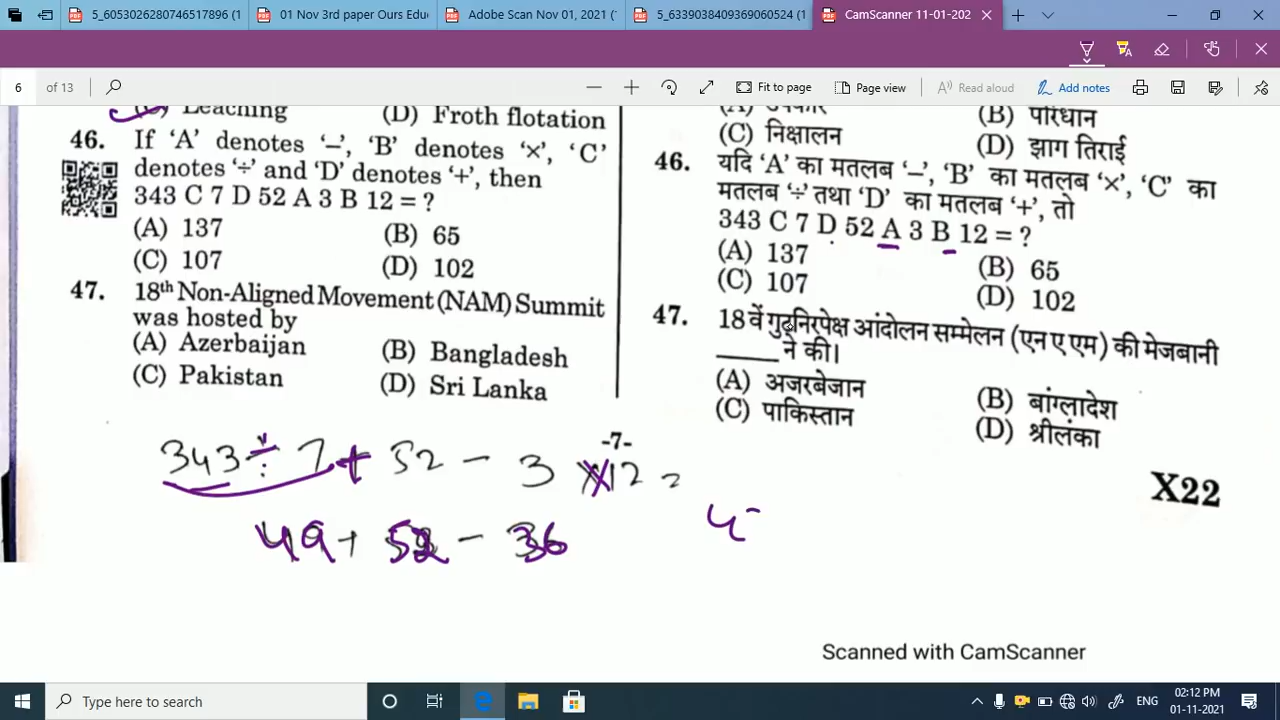 5_6053026280746517896 (1
01 Nov 3rd paper Ours Edu
Adobe Scan Nov 01, 2021 (
5_6339038409369060524 (1
CamScanner 11-01-202
6 of 13
Fit to page
Page view
Read aloud
Add notes
(C) Leaching
(D) Froth flotation
46. If ‘A’ denotes ‘–’, ‘B’ denotes ‘×’, ‘C’
denotes ‘÷’ and ‘D’ denotes ‘+’, then
343 C 7 D 52 A 3 B 12 = ?
(A) 137
(B) 65
(C) 107
(D) 102
47. 18th Non-Aligned Movement (NAM) Summit
was hosted by
(A) Azerbaijan
(B) Bangladesh
(C) Pakistan
(D) Sri Lanka
(B) परिधान
(C) निक्षालन
(D) झाग तिराई
46. यदि ‘A’ का मतलब ‘–’, ‘B’ का मतलब ‘×’, ‘C’ का
मतलब ‘÷’ तथा ‘D’ का मतलब ‘+’, तो
343 C 7 D 52 A 3 B 12 = ?
(A) 137
(B) 65
(C) 107
(D) 102
47. 18 वें गुटनिरपेक्ष आंदोलन सम्मेलन (एन ए एम) की मेजबानी
_____ ने की।
(A) अजरबेजान
(B) बांग्लादेश
(C) पाकिस्तान
(D) श्रीलंका
-7-
X22
343 ÷ 7 + 52 - 3 × 12 =
49 + 52 - 36
Scanned with CamScanner
Type here to search
ENG
02:12 PM
01-11-2021